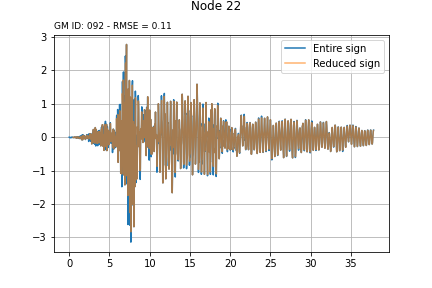 Node 22
GM ID: 092 - RMSE = 0.11
Entire sign
Reduced sign
3
2
1
0
−1
−2
−3
0 5 10 15 20 25 30 35